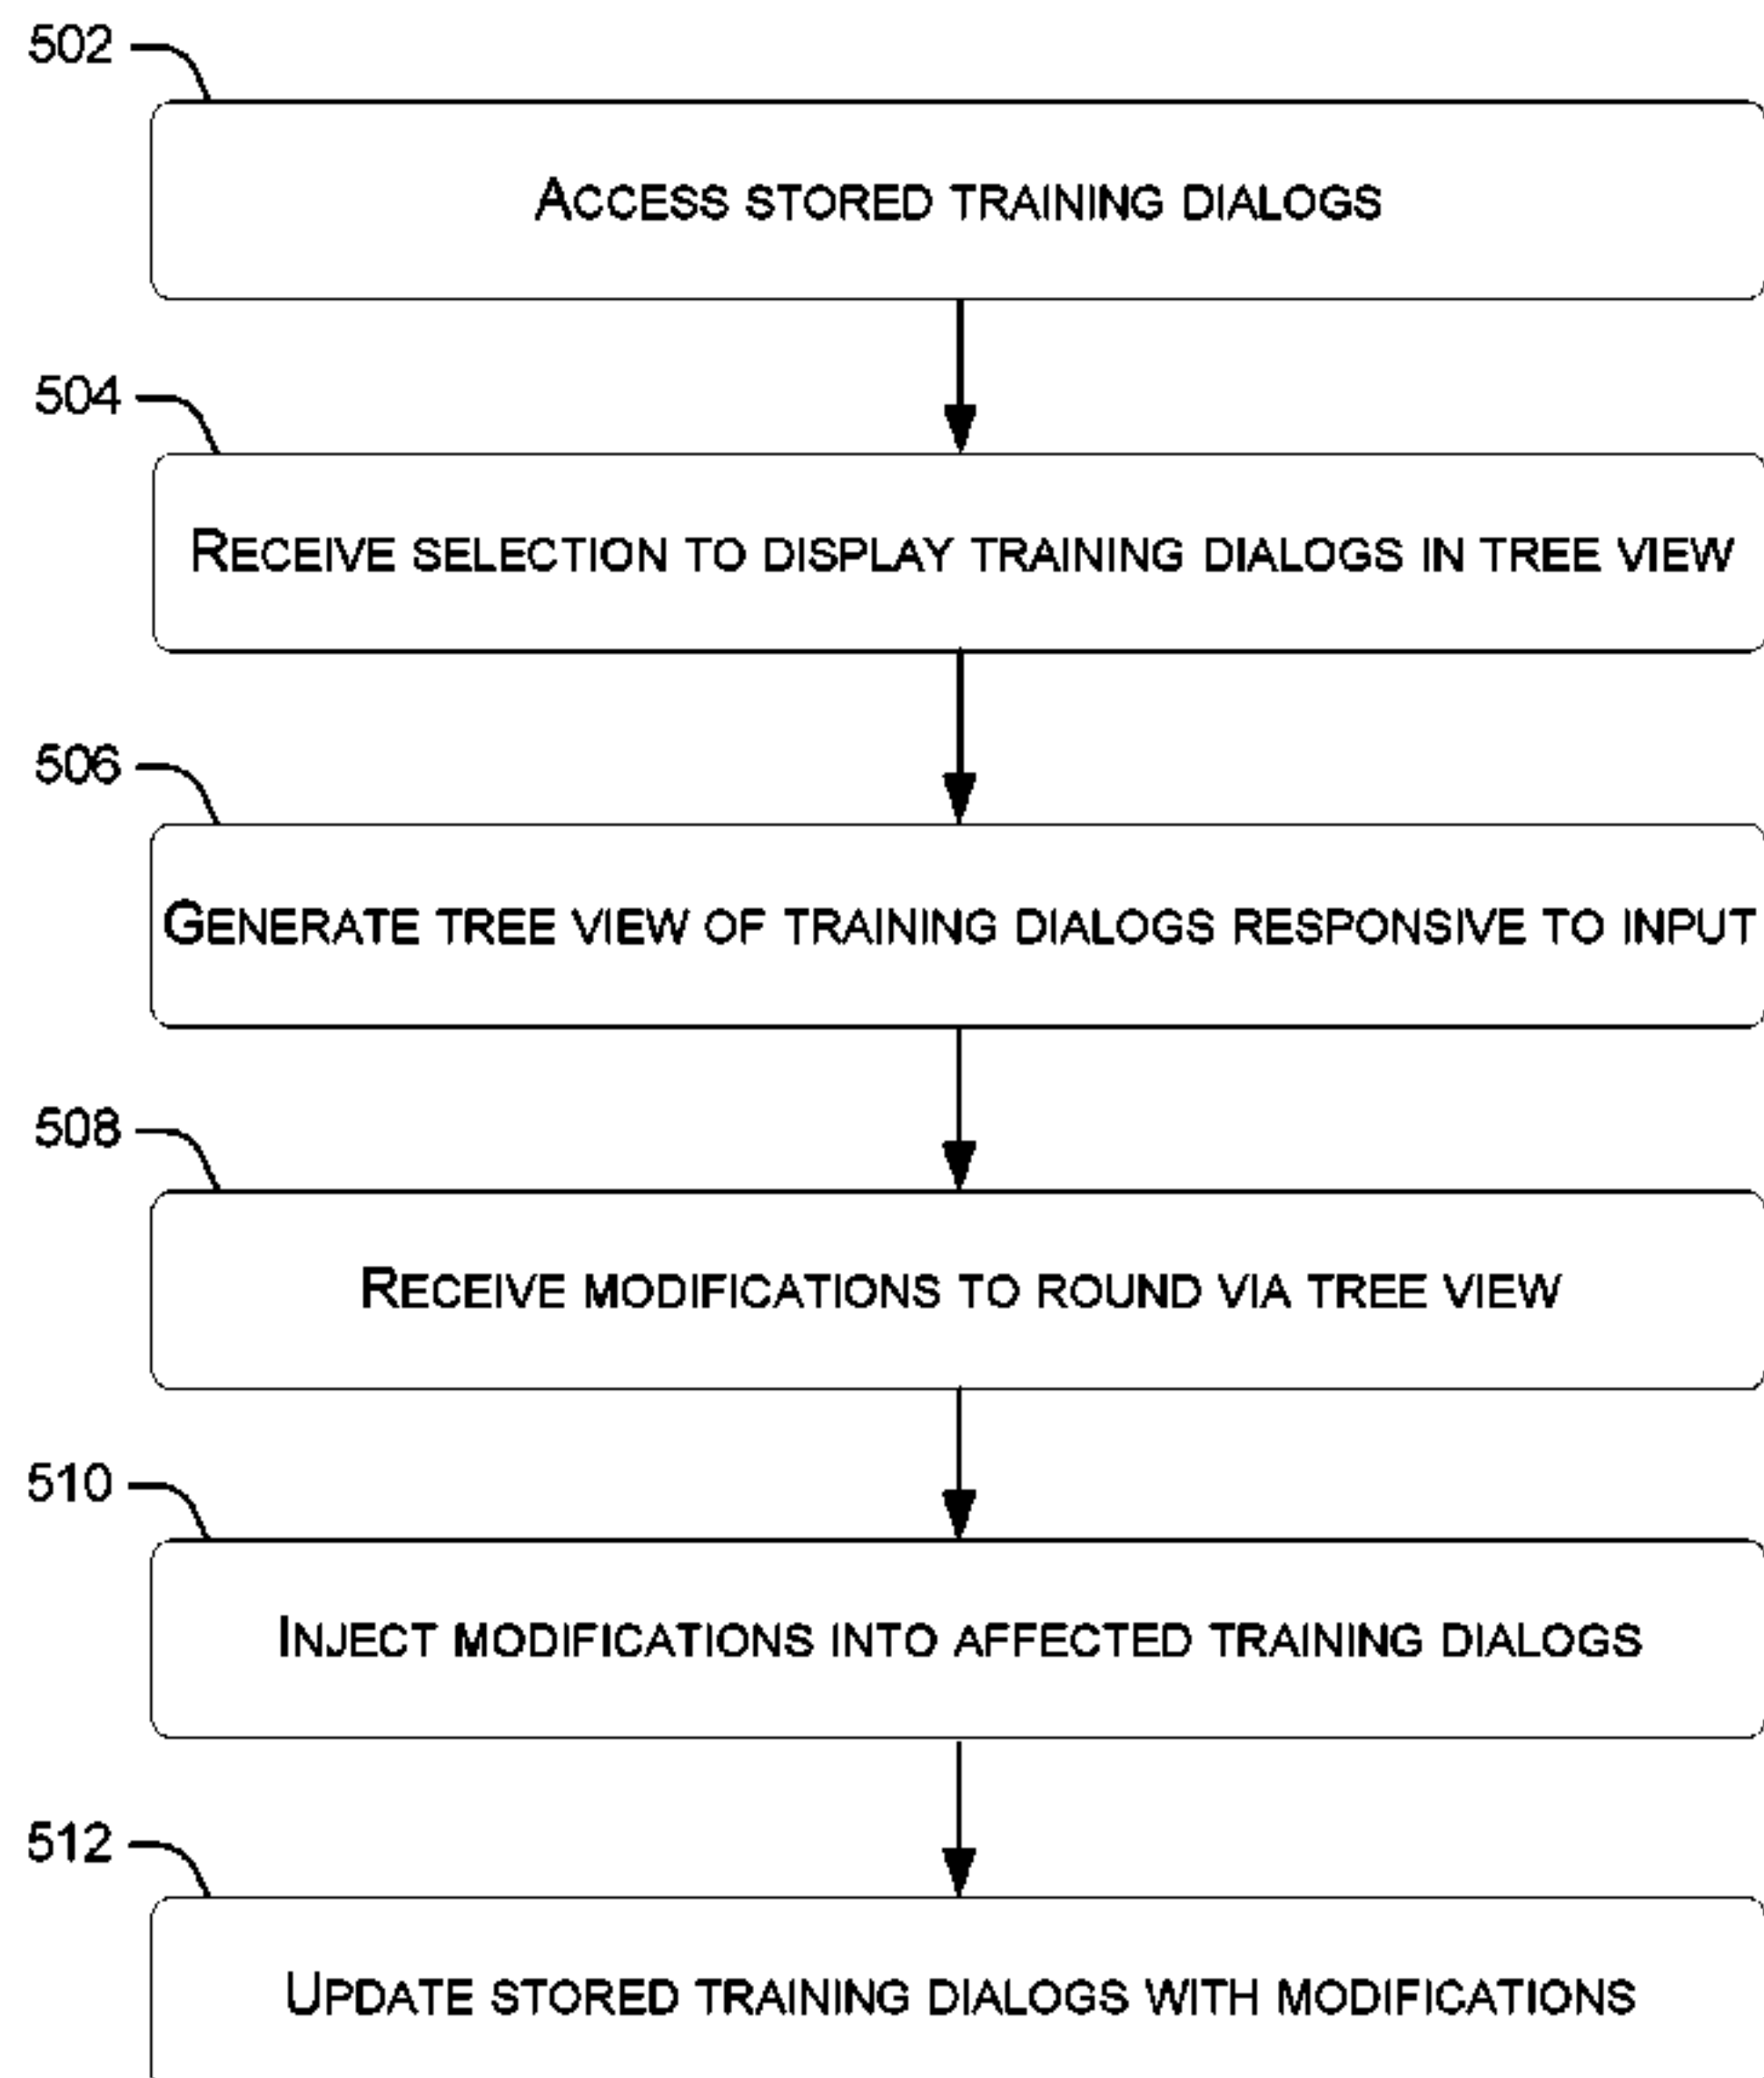 502
ACCESS STORED TRAINING DIALOGS
504
RECEIVE SELECTION TO DISPLAY TRAINING DIALOGS IN TREE VIEW
506
GENERATE TREE VIEW OF TRAINING DIALOGS RESPONSIVE TO INPUT
508
RECEIVE MODIFICATIONS TO ROUND VIA TREE VIEW
510
INJECT MODIFICATIONS INTO AFFECTED TRAINING DIALOGS
512
UPDATE STORED TRAINING DIALOGS WITH MODIFICATIONS